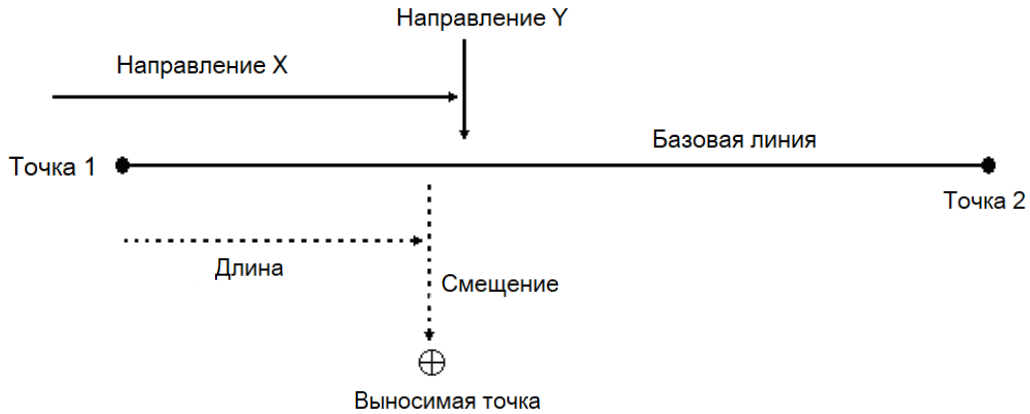 Направление Y
Направление X
Базовая линия
Точка 1
Точка 2
Длина
Смещение
Выносимая точка